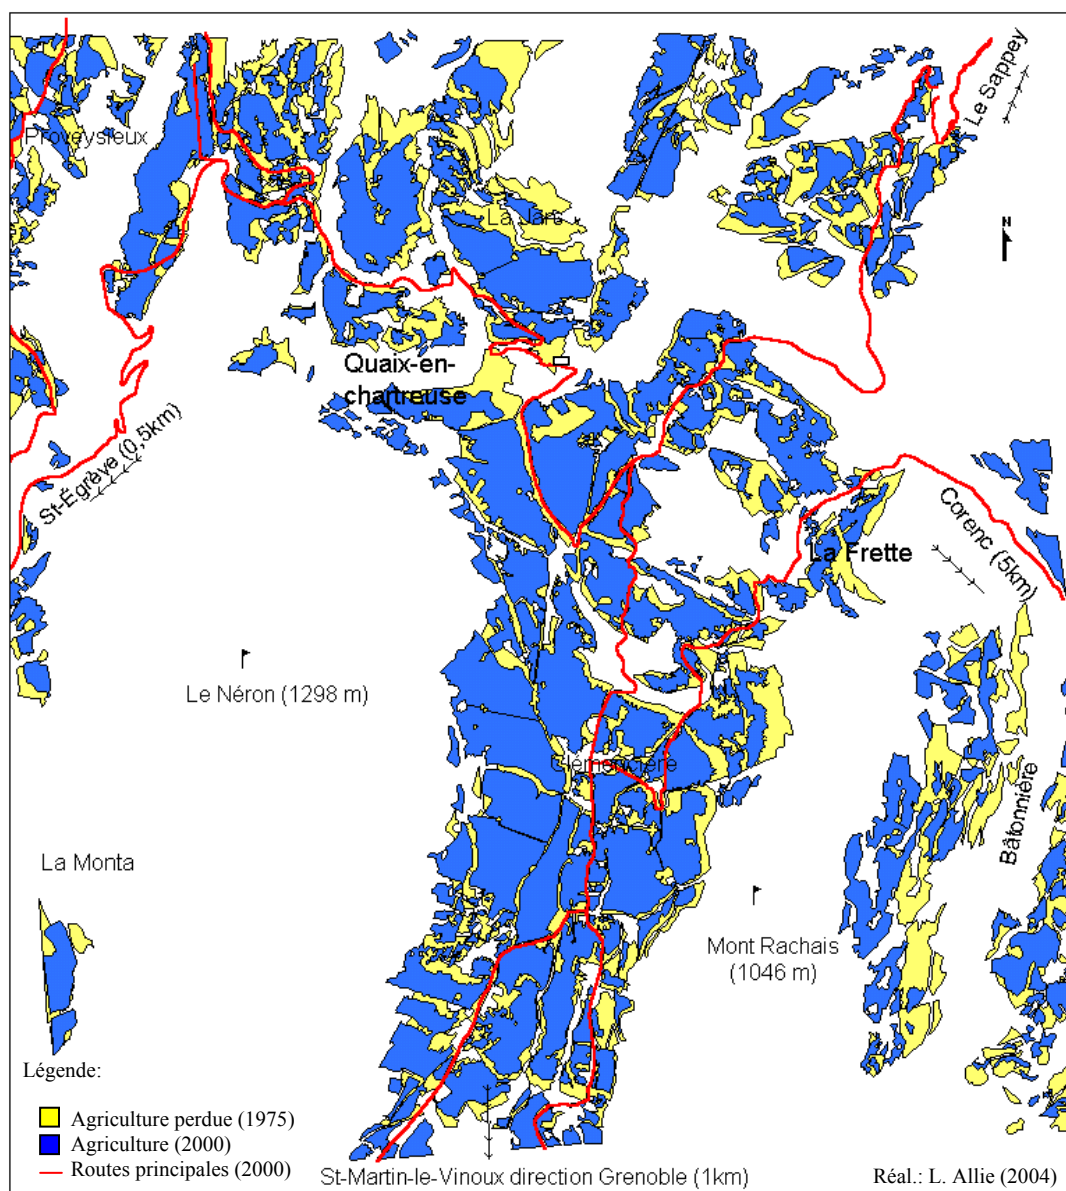 Le Sappey
Proveysieux
La Jars
N
Quaix-en-
chartreuse
St-Égrève (0,5km)
Corenc (5km)
La Frette
Le Néron (1298 m)
Clémencière
Bâtonnière
La Monta
Mont Rachais
(1046 m)
Légende:
Agriculture perdue (1975)
Agriculture (2000)
Routes principales (2000)
St-Martin-le-Vinoux direction Grenoble (1km)
Réal.: L. Allie (2004)